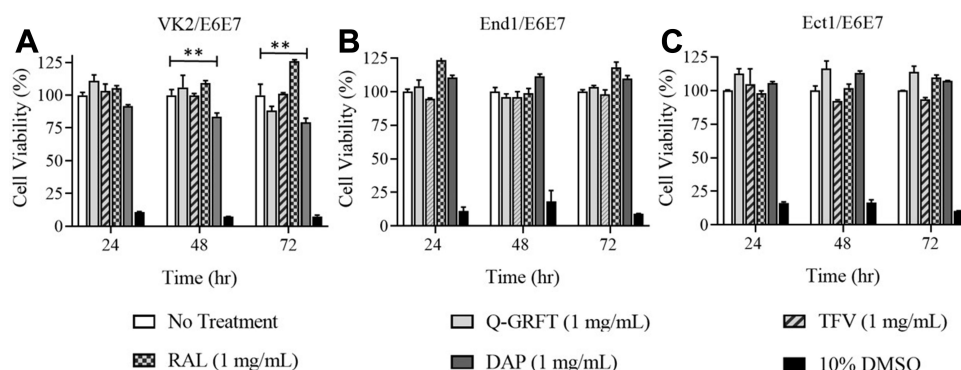 A VK2/E6E7
B End1/E6E7
C Ect1/E6E7
Cell Viability (%)
125
100
75
50
25
0
** **
24 48 72
Time (hr)
Cell Viability (%)
125
100
75
50
25
0
24 48 72
Time (hr)
Cell Viability (%)
125
100
75
50
25
0
24 48 72
Time (hr)
No Treatment
Q-GRFT (1 mg/mL)
TFV (1 mg/mL)
RAL (1 mg/mL)
DAP (1 mg/mL)
10% DMSO